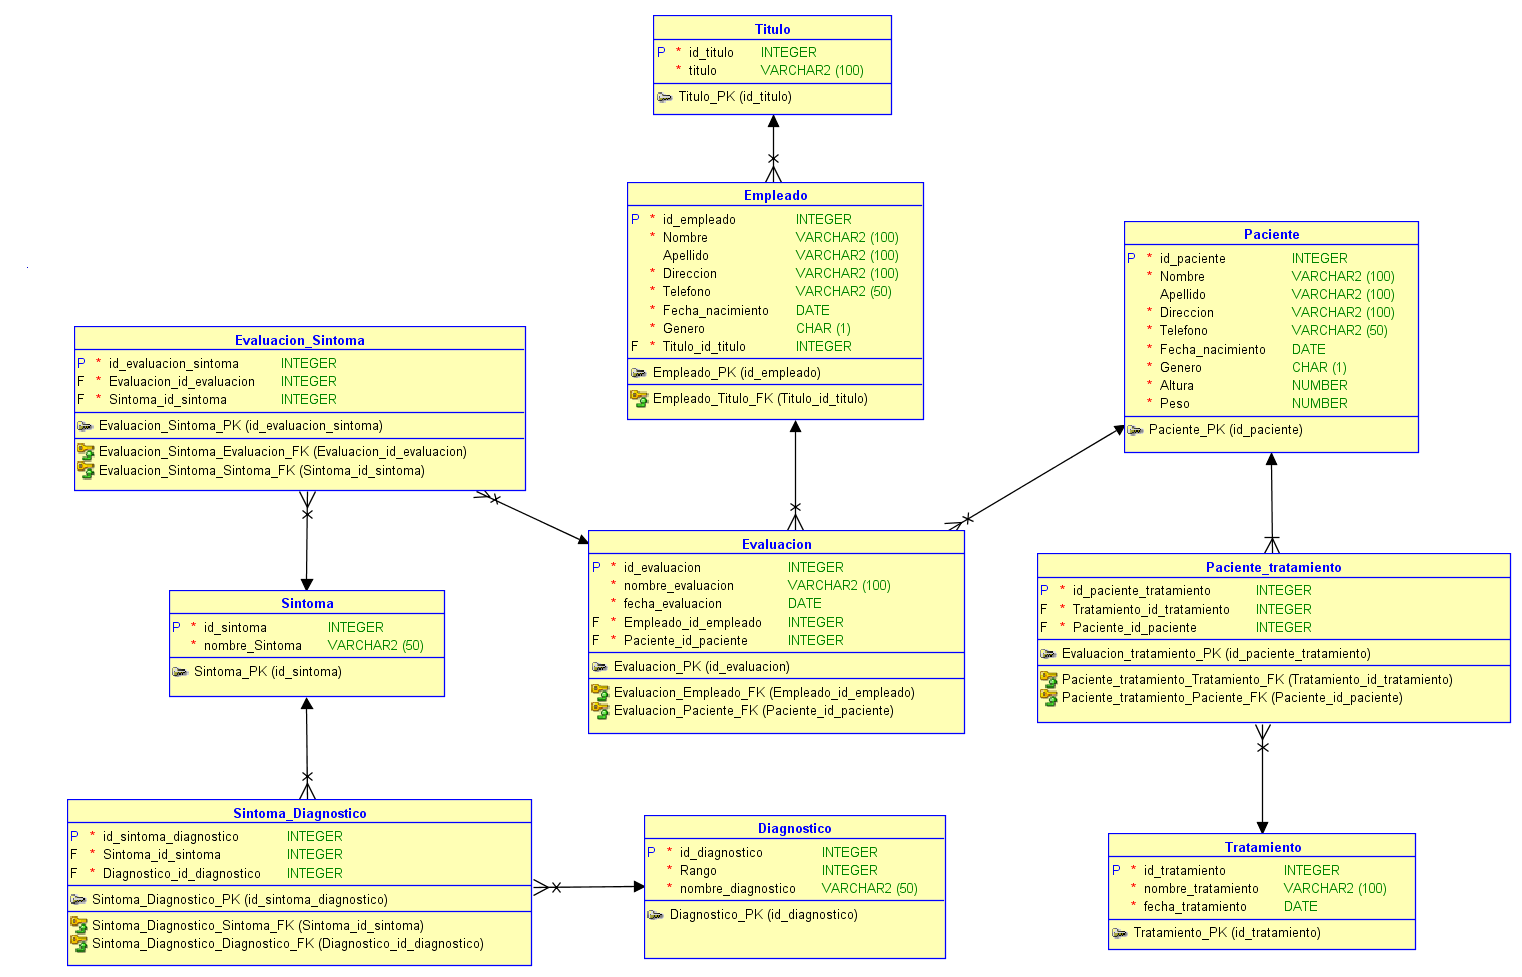 Titulo
P * id_titulo INTEGER
* titulo VARCHAR2 (100)
Titulo_PK (id_titulo)
Empleado
P * id_empleado INTEGER
* Nombre VARCHAR2 (100)
Apellido VARCHAR2 (100)
* Direccion VARCHAR2 (100)
* Telefono VARCHAR2 (50)
* Fecha_nacimiento DATE
* Genero CHAR (1)
F * Titulo_id_titulo INTEGER
Empleado_PK (id_empleado)
Empleado_Titulo_FK (Titulo_id_titulo)
Paciente
P * id_paciente INTEGER
* Nombre VARCHAR2 (100)
Apellido VARCHAR2 (100)
* Direccion VARCHAR2 (100)
* Telefono VARCHAR2 (50)
* Fecha_nacimiento DATE
* Genero CHAR (1)
* Altura NUMBER
* Peso NUMBER
Paciente_PK (id_paciente)
Evaluacion_Sintoma
P * id_evaluacion_sintoma INTEGER
F * Evaluacion_id_evaluacion INTEGER
F * Sintoma_id_sintoma INTEGER
Evaluacion_Sintoma_PK (id_evaluacion_sintoma)
Evaluacion_Sintoma_Evaluacion_FK (Evaluacion_id_evaluacion)
Evaluacion_Sintoma_Sintoma_FK (Sintoma_id_sintoma)
Evaluacion
P * id_evaluacion INTEGER
* nombre_evaluacion VARCHAR2 (100)
* fecha_evaluacion DATE
F * Empleado_id_empleado INTEGER
F * Paciente_id_paciente INTEGER
Evaluacion_PK (id_evaluacion)
Evaluacion_Empleado_FK (Empleado_id_empleado)
Evaluacion_Paciente_FK (Paciente_id_paciente)
Paciente_tratamiento
P * id_paciente_tratamiento INTEGER
F * Tratamiento_id_tratamiento INTEGER
F * Paciente_id_paciente INTEGER
Evaluacion_tratamiento_PK (id_paciente_tratamiento)
Paciente_tratamiento_Tratamiento_FK (Tratamiento_id_tratamiento)
Paciente_tratamiento_Paciente_FK (Paciente_id_paciente)
Sintoma
P * id_sintoma INTEGER
* nombre_Sintoma VARCHAR2 (50)
Sintoma_PK (id_sintoma)
Sintoma_Diagnostico
P * id_sintoma_diagnostico INTEGER
F * Sintoma_id_sintoma INTEGER
F * Diagnostico_id_diagnostico INTEGER
Sintoma_Diagnostico_PK (id_sintoma_diagnostico)
Sintoma_Diagnostico_Sintoma_FK (Sintoma_id_sintoma)
Sintoma_Diagnostico_Diagnostico_FK (Diagnostico_id_diagnostico)
Diagnostico
P * id_diagnostico INTEGER
* Rango INTEGER
* nombre_diagnostico VARCHAR2 (50)
Diagnostico_PK (id_diagnostico)
Tratamiento
P * id_tratamiento INTEGER
* nombre_tratamiento VARCHAR2 (100)
* fecha_tratamiento DATE
Tratamiento_PK (id_tratamiento)